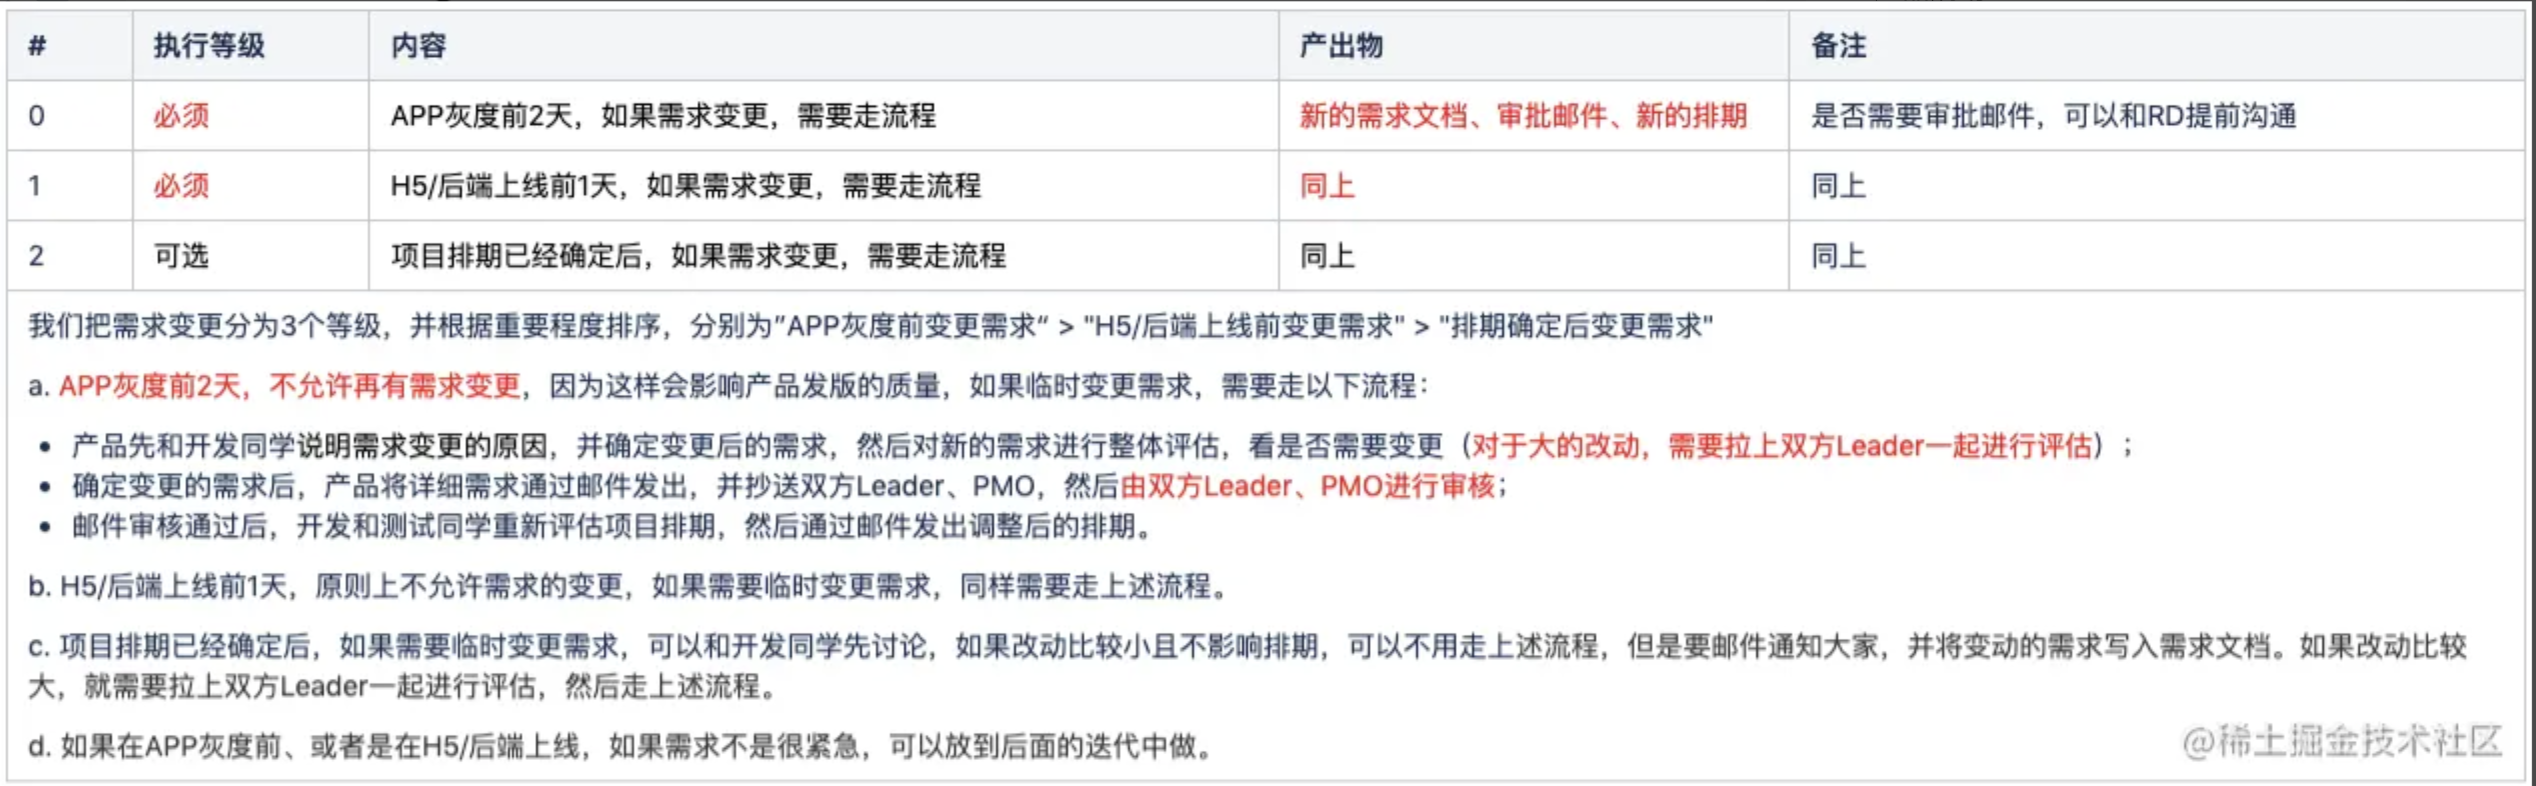 # 执行等级 内容 产出物 备注
0 必须 APP灰度前2天，如果需求变更，需要走流程 新的需求文档、审批邮件、新的排期 是否需要审批邮件，可以和RD提前沟通
1 必须 H5/后端上线前1天，如果需求变更，需要走流程 同上 同上
2 可选 项目排期已经确定后，如果需求变更，需要走流程 同上 同上
我们把需求变更分为3个等级，并根据重要程度排序，分别为”APP灰度前变更需求“ > "H5/后端上线前变更需求" > "排期确定后变更需求"
a. APP灰度前2天，不允许再有需求变更，因为这样会影响产品发版的质量，如果临时变更需求，需要走以下流程：
• 产品先和开发同学说明需求变更的原因，并确定变更后的需求，然后对新的需求进行整体评估，看是否需要变更（对于大的改动，需要拉上双方Leader一起进行评估）；
• 确定变更的需求后，产品将详细需求通过邮件发出，并抄送双方Leader、PMO，然后由双方Leader、PMO进行审核；
• 邮件审核通过后，开发和测试同学重新评估项目排期，然后通过邮件发出调整后的排期。
b. H5/后端上线前1天，原则上不允许需求的变更，如果需要临时变更需求，同样需要走上述流程。
c. 项目排期已经确定后，如果需要临时变更需求，可以和开发同学先讨论，如果改动比较小且不影响排期，可以不用走上述流程，但是要邮件通知大家，并将变动的需求写入需求文档。如果改动比较
大，就需要拉上双方Leader一起进行评估，然后走上述流程。
d. 如果在APP灰度前、或者是在H5/后端上线，如果需求不是很紧急，可以放到后面的迭代中做。
@稀土掘金技术社区